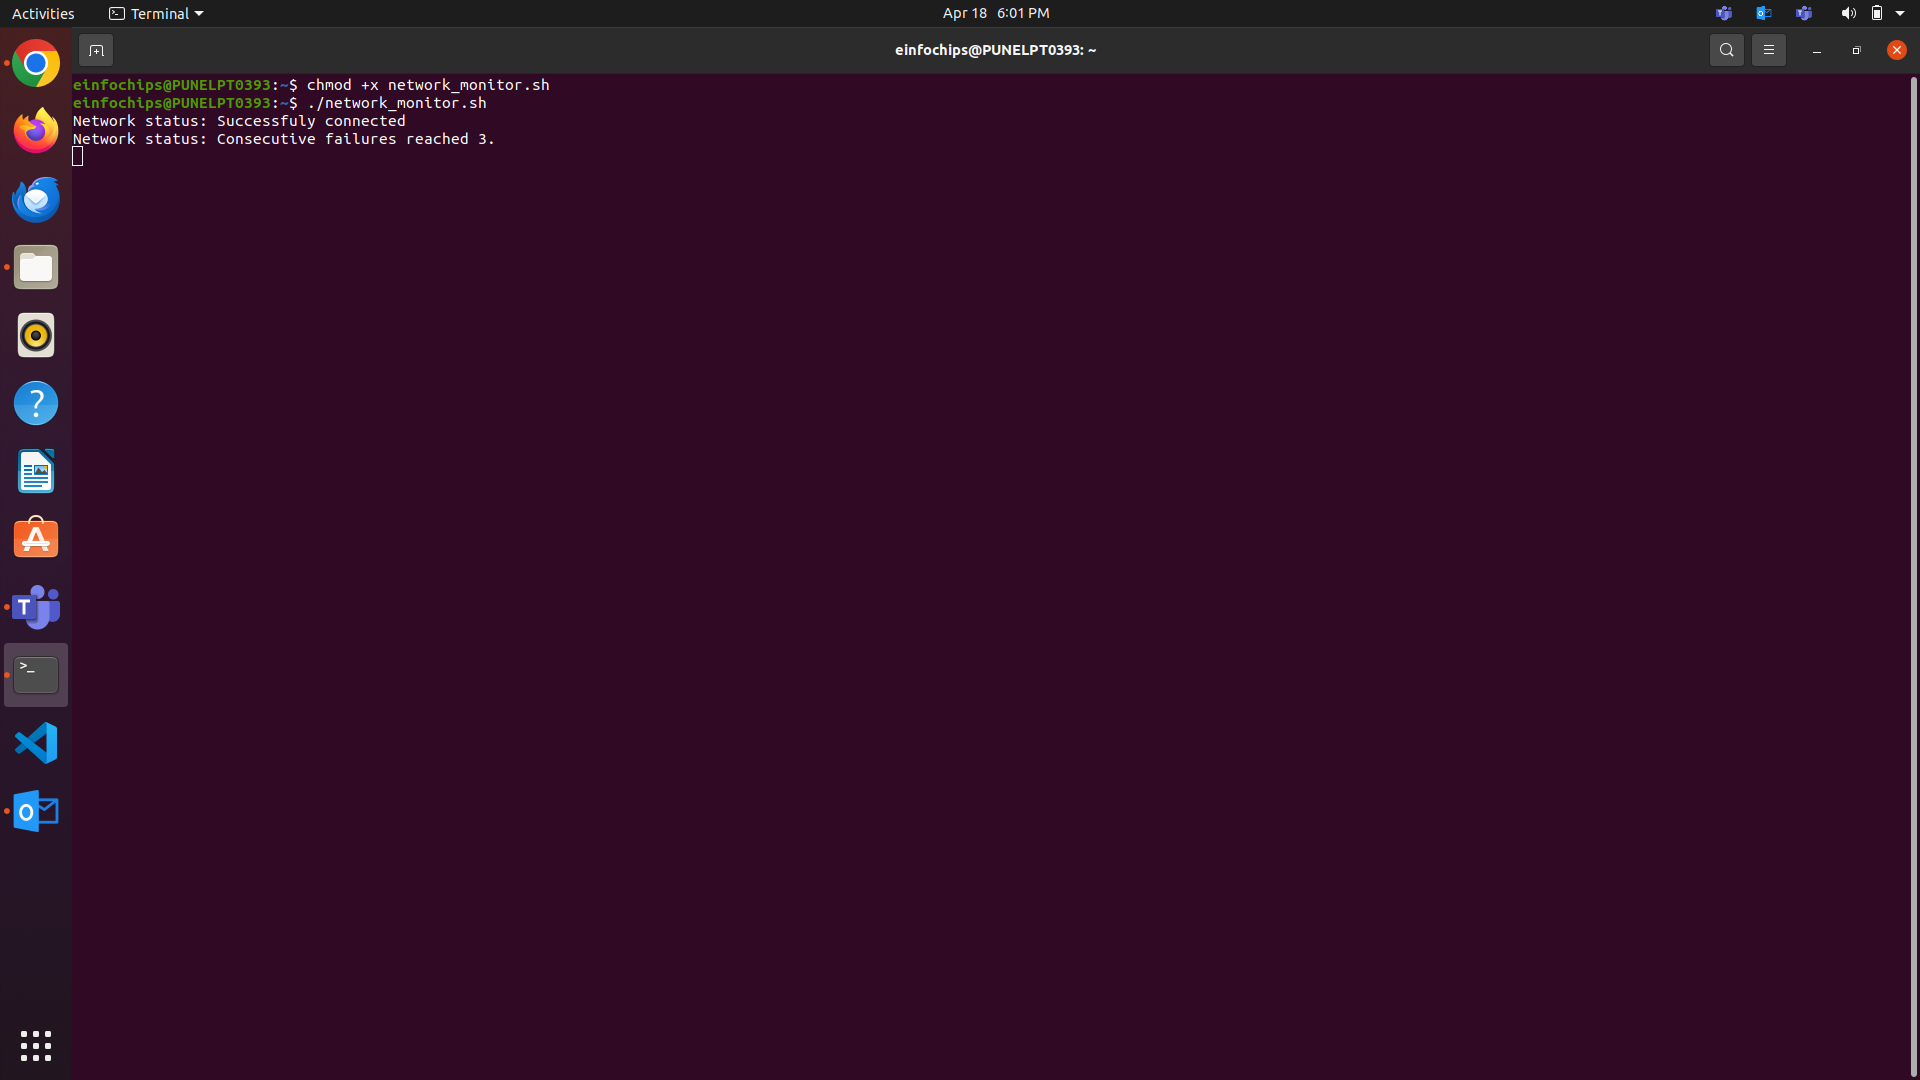 Activities
Terminal
Apr 18 6:01 PM
einfochips@PUNELPT0393: ~
einfochips@PUNELPT0393:~$ chmod +x network_monitor.sh
einfochips@PUNELPT0393:~$ ./network_monitor.sh
Network status: Successfuly connected
Network status: Consecutive failures reached 3.